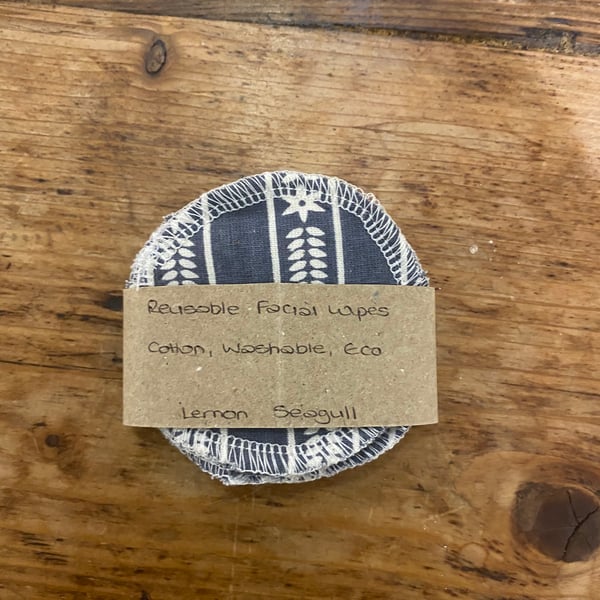 Reusable Facial Wipes
Cotton, Washable, Eco
Lemon Seagull